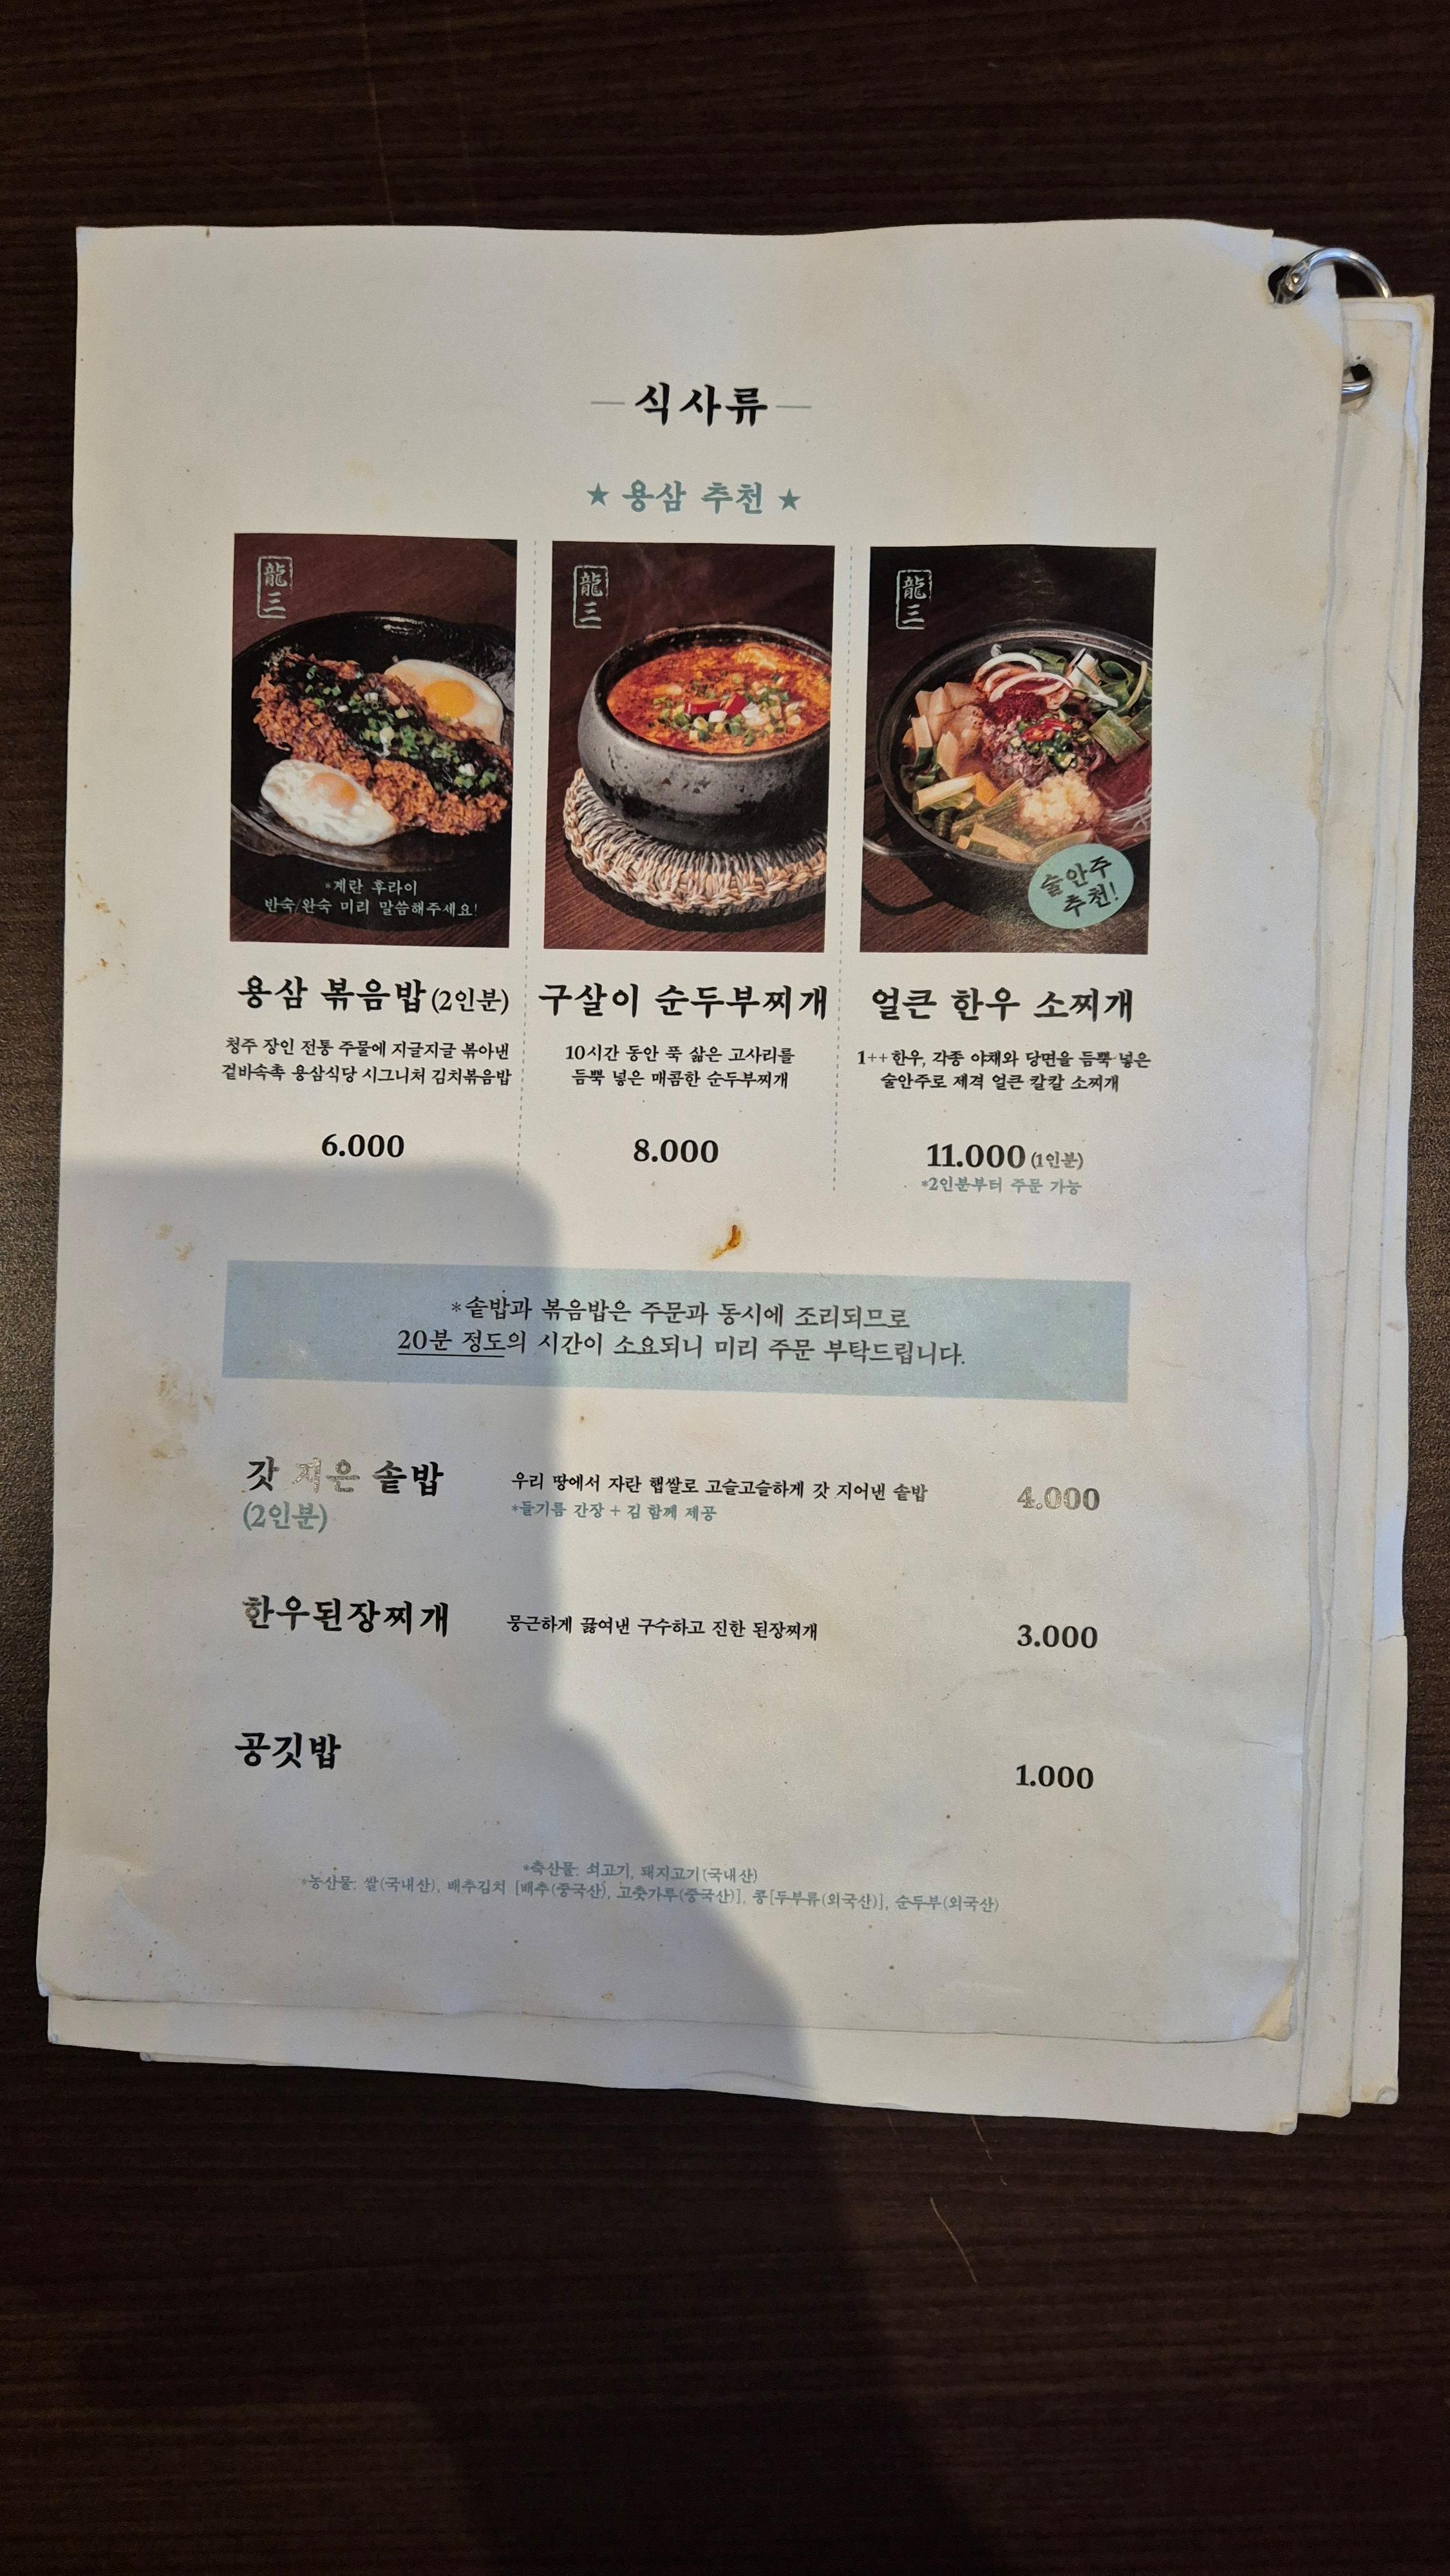 식사류
★ 용삼 추천 ★
龍三
*계란 후라이
반숙/완숙 미리 말씀해주세요!
용삼 볶음밥(2인분)
청주 장인 전통 주물에 지글지글 볶아낸
겉바속촉 용삼식당 시그니처 김치볶음밥
6.000
龍三
구살이 순두부찌개
10시간 동안 푹 삶은 고사리를
듬뿍 넣은 매콤한 순두부찌개
8.000
龍三
술안주
추천!
얼큰 한우 소찌개
1++한우, 각종 야채와 당면을 듬뿍 넣은
술안주로 제격 얼큰 칼칼 소찌개
11.000(1인분)
*2인분부터 주문 가능
*솥밥과 볶음밥은 주문과 동시에 조리되므로
20분 정도의 시간이 소요되니 미리 주문 부탁드립니다.
갓 지은 솥밥
(2인분)
우리 땅에서 자란 햅쌀로 고슬고슬하게 갓 지어낸 솥밥
*들기름 간장 + 김 함께 제공
4.000
한우된장찌개
뭉근하게 끓여낸 구수하고 진한 된장찌개
3.000
공깃밥
1.000
*축산물: 쇠고기, 돼지고기(국내산)
*농산물: 쌀(국내산), 배추김치 [배추(중국산), 고춧가루(중국산)], 콩[두부류(외국산)], 순두부(외국산)